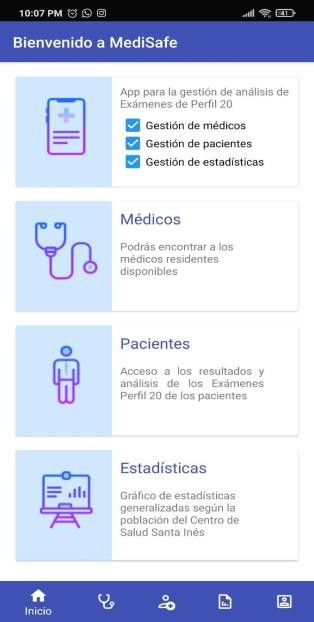 10:07 PM
41
Bienvenido a MediSafe
App para la gestión de análisis de
Exámenes de Perfil 20
Gestión de médicos
Gestión de pacientes
Gestión de estadísticas
Médicos
Podrás encontrar a los
médicos residentes
disponibles
Pacientes
Acceso a los resultados y
análisis de los Exámenes
Perfil 20 de los pacientes
Estadísticas
Gráfico de estadísticas
generalizadas según la
población del Centro de
Salud Santa Inés
Inicio